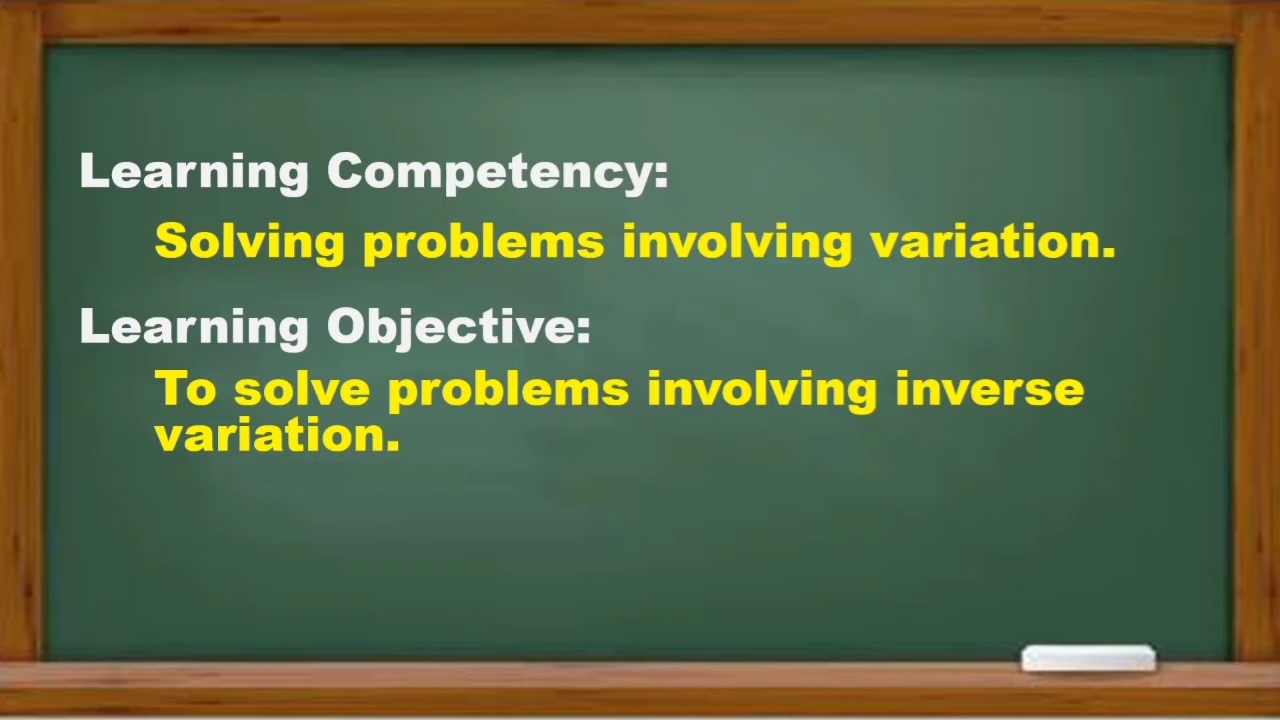 Learning Competency:
Solving problems involving variation.
Learning Objective:
To solve problems involving inverse
variation.